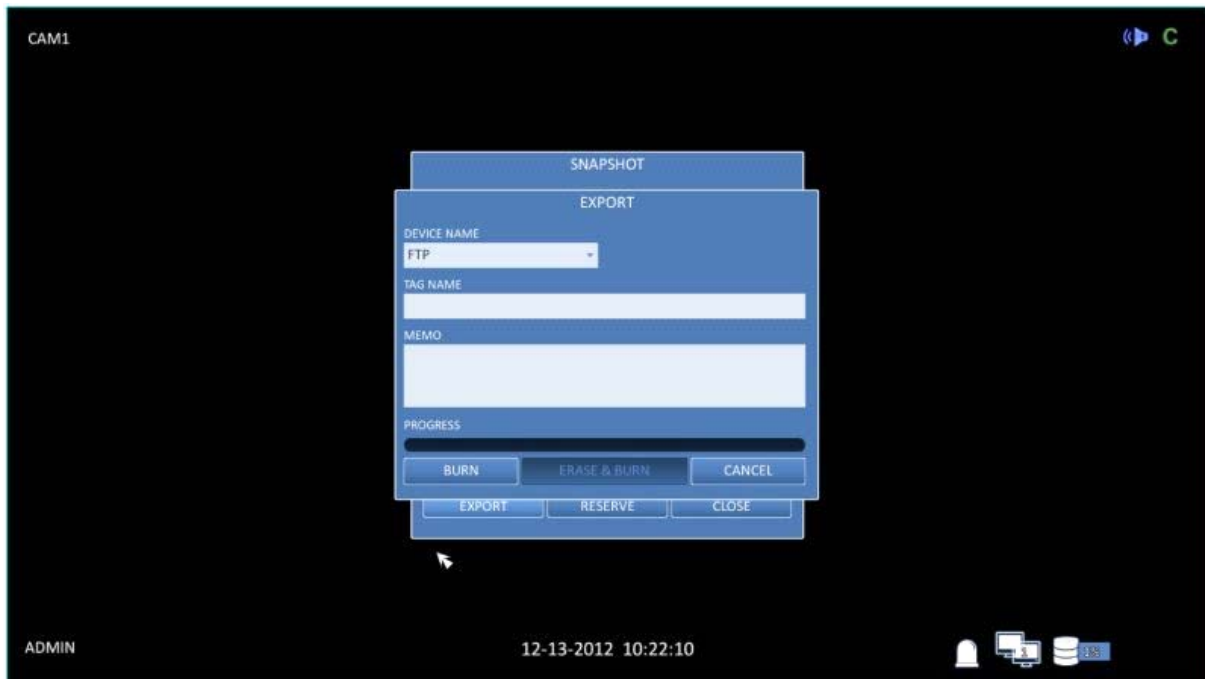 CAM1
C
SNAPSHOT
EXPORT
DEVICE NAME
FTP
TAG NAME
MEMO
PROGRESS
BURN ERASE & BURN CANCEL
EXPORT RESERVE CLOSE
ADMIN 12-13-2012 10:22:10 1